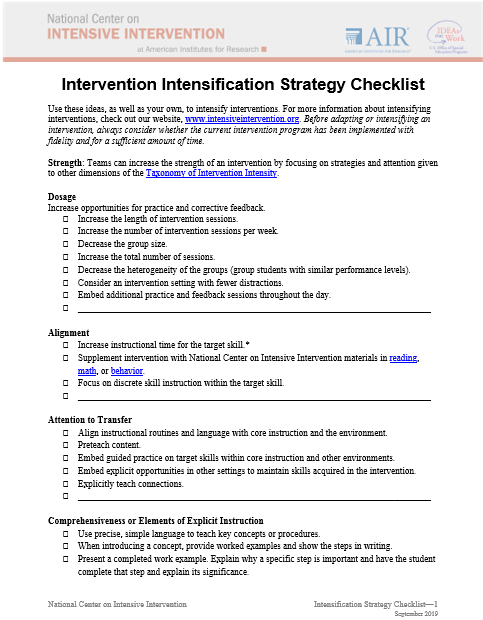 National Center on
INTENSIVE INTERVENTION
at American Institutes for Research
AIR
AMERICAN INSTITUTES FOR RESEARCH
IDEAs that Work
U.S. Office of Special
Education Programs
Intervention Intensification Strategy Checklist
Use these ideas, as well as your own, to intensify interventions. For more information about intensifying
interventions, check out our website, www.intensiveintervention.org. Before adapting or intensifying an
intervention, always consider whether the current intervention program has been implemented with
fidelity and for a sufficient amount of time.
Strength: Teams can increase the strength of an intervention by focusing on strategies and attention given
to other dimensions of the Taxonomy of Intervention Intensity.
Dosage
Increase opportunities for practice and corrective feedback.
☐ Increase the length of intervention sessions.
☐ Increase the number of intervention sessions per week.
☐ Decrease the group size.
☐ Increase the total number of sessions.
☐ Decrease the heterogeneity of the groups (group students with similar performance levels).
☐ Consider an intervention setting with fewer distractions.
☐ Embed additional practice and feedback sessions throughout the day.
☐
Alignment
☐ Increase instructional time for the target skill.*
☐ Supplement intervention with National Center on Intensive Intervention materials in reading,
math, or behavior.
☐ Focus on discrete skill instruction within the target skill.
☐
Attention to Transfer
☐ Align instructional routines and language with core instruction and the environment.
☐ Preteach content.
☐ Embed guided practice on target skills within core instruction and other environments.
☐ Embed explicit opportunities in other settings to maintain skills acquired in the intervention.
☐ Explicitly teach connections.
☐
Comprehensiveness or Elements of Explicit Instruction
☐ Use precise, simple language to teach key concepts or procedures.
☐ When introducing a concept, provide worked examples and show the steps in writing.
☐ Present a completed work example. Explain why a specific step is important and have the student
complete that step and explain its significance.
National Center on Intensive Intervention
Intensification Strategy Checklist—1
September 2019